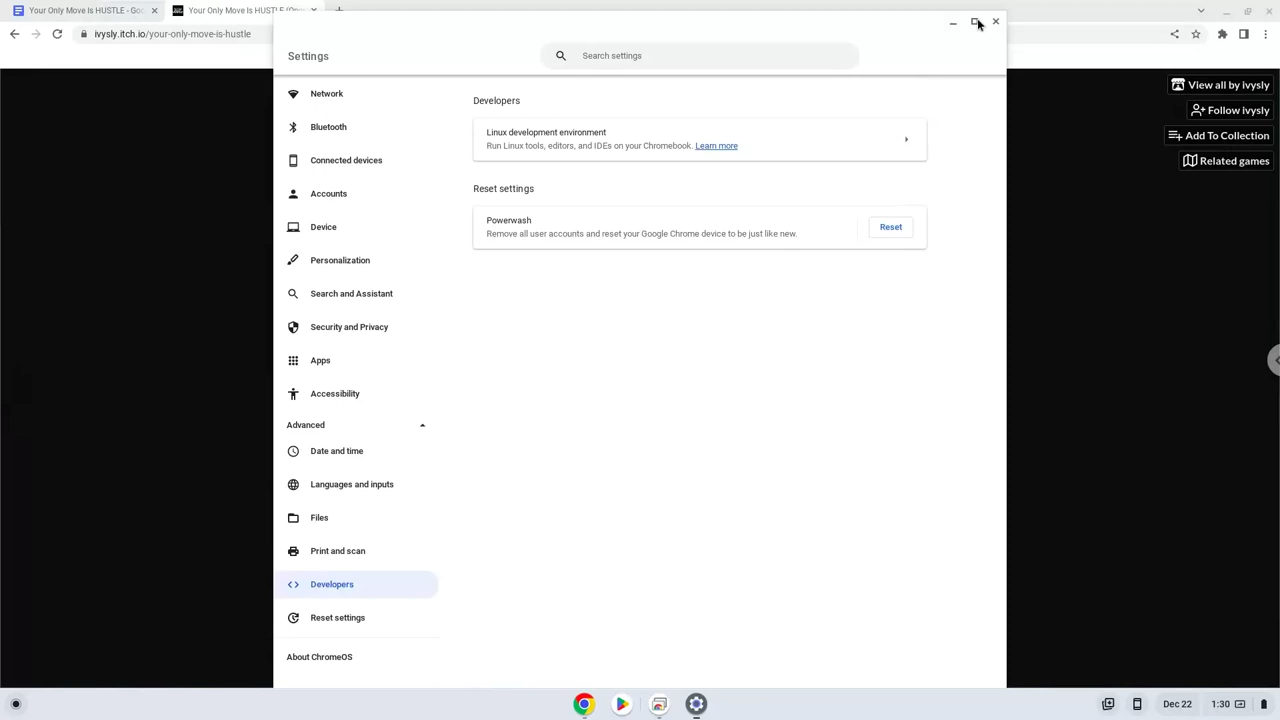 Your Only Move Is HUSTLE - Goo
Your Only Move Is HUSTLE
ivysly.itch.io/your-only-move-is-hustle
Settings
Search settings
View all by ivysly
Follow ivysly
Add To Collection
Related games
Network
Bluetooth
Connected devices
Accounts
Device
Personalization
Search and Assistant
Security and Privacy
Apps
Accessibility
Advanced
Date and time
Languages and inputs
Files
Print and scan
Developers
Reset settings
About ChromeOS
Developers
Linux development environment
Run Linux tools, editors, and IDEs on your Chromebook. Learn more
Reset settings
Powerwash
Remove all user accounts and reset your Google Chrome device to be just like new.
Reset
Dec 22
1:30